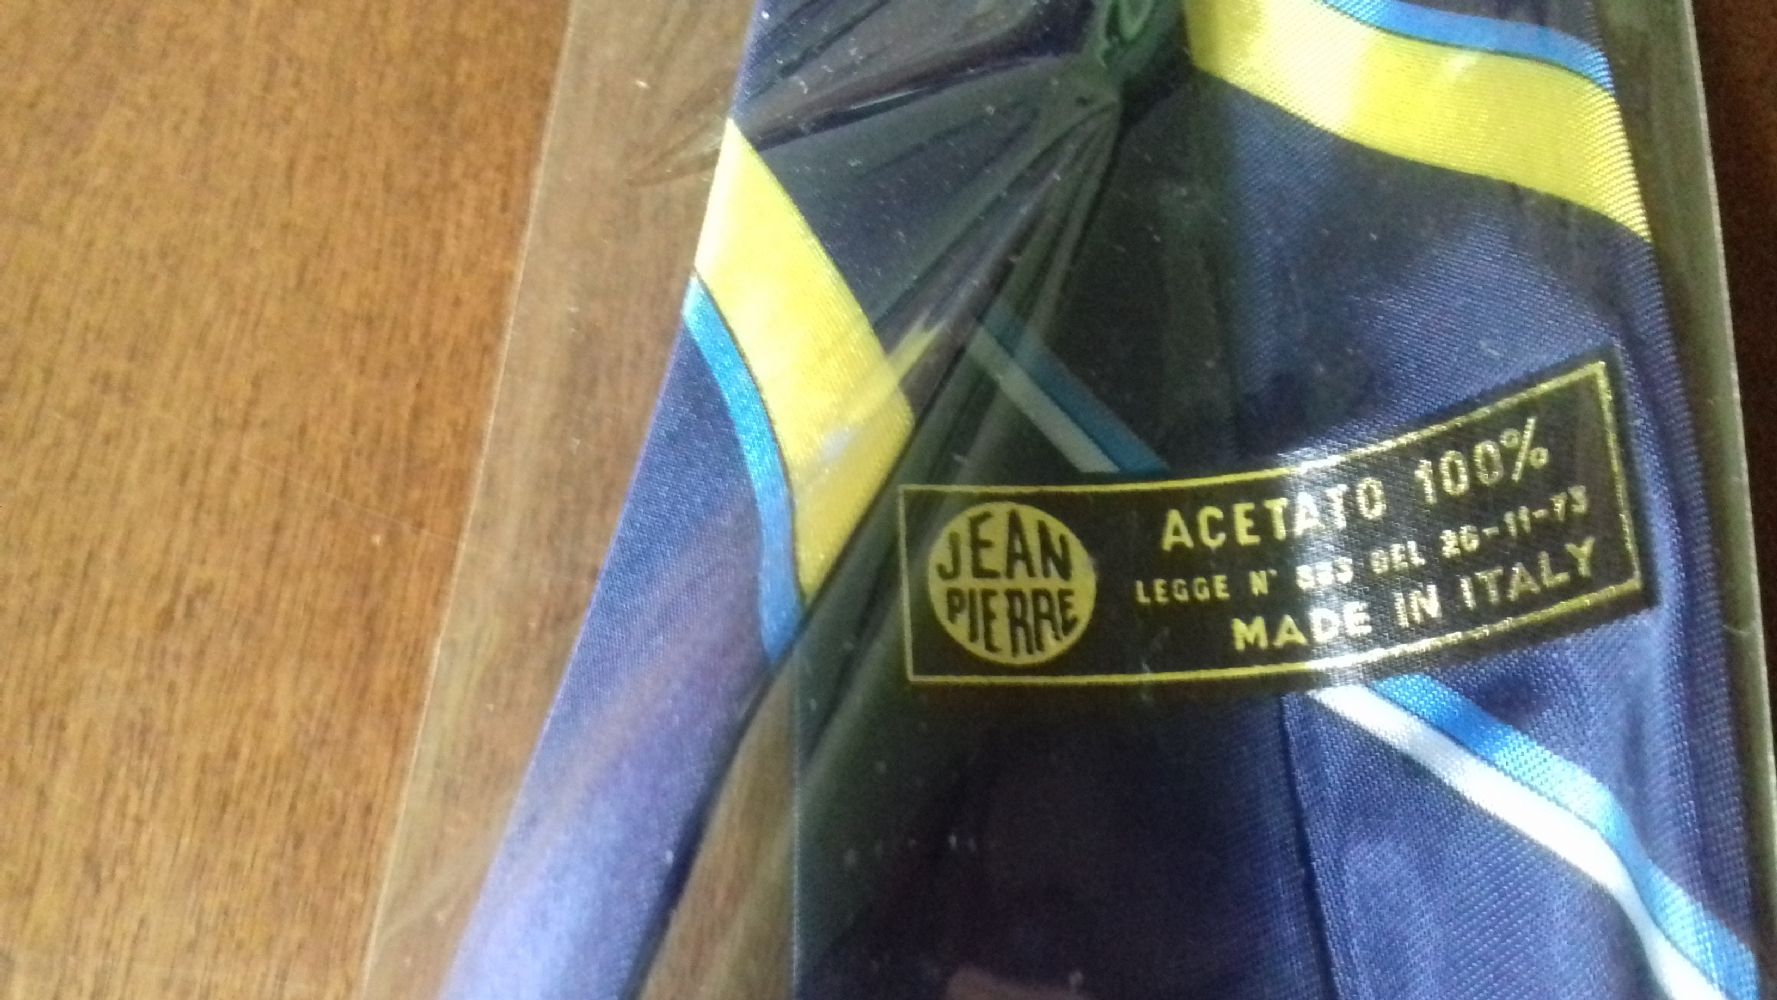 JEAN
PIERRE
ACETATO 100%
LEGGE N° 883 DEL 26-11-73
MADE IN ITALY